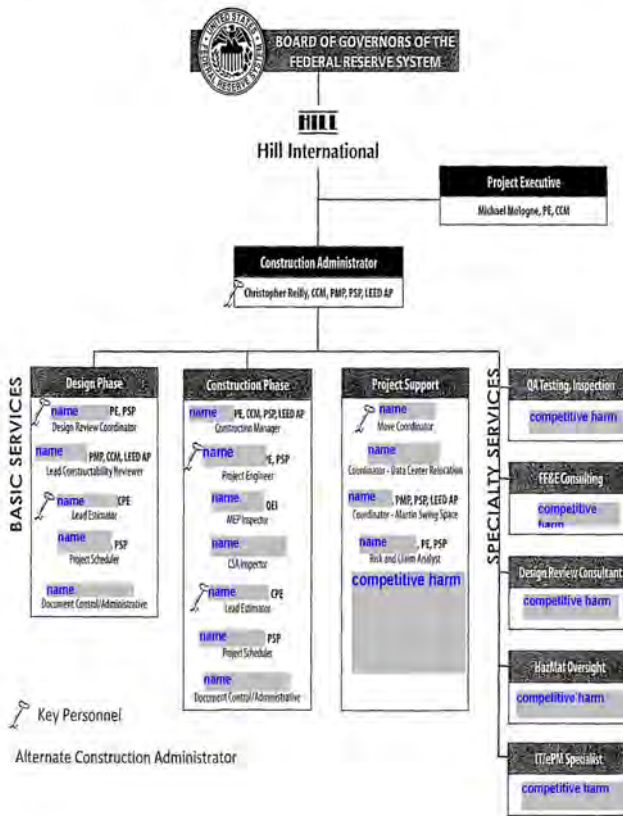 UNITED STATES
FEDERAL RESERVE SYSTEM
BOARD OF GOVERNORS OF THE
FEDERAL RESERVE SYSTEM
HILL
Hill International
Project Executive
Michael Mologne, PE, CCM
Construction Administrator
Christopher Reilly, CCM, PMP, PSP, LEED AP
BASIC SERVICES
Design Phase
name PE, PSP
Design Review Coordinator
name PMP, CCM, LEED AP
Lead Constructability Reviewer
name CPE
Lead Estimator
name , PSP
Project Scheduler
name
Document Control/Administrative
Construction Phase
name PE, CCM, PSP, LEED AP
Construction Manager
name E, PSP
Project Engineer
name QEI
MEP Inspector
name
CSA Inspector
name CPE
Lead Estimator
name PSP
Project Scheduler
name
Document Control/Administrative
Project Support
name
Move Coordinator
name
Coordinator - Data Center Relocation
name PMP, PSP, LEED AP
Coordinator - Martin Swing Space
name , PE, PSP
Risk and Claim Analyst
competitive harm
SPECIALTY SERVICES
QA Testing, Inspection
competitive harm
FF&E Consulting
competitive
harm
Design Review Consultant
competitive harm
HazMat Oversight
competitive harm
IT/ePM Specialist
competitive harm
Key Personnel
Alternate Construction Administrator